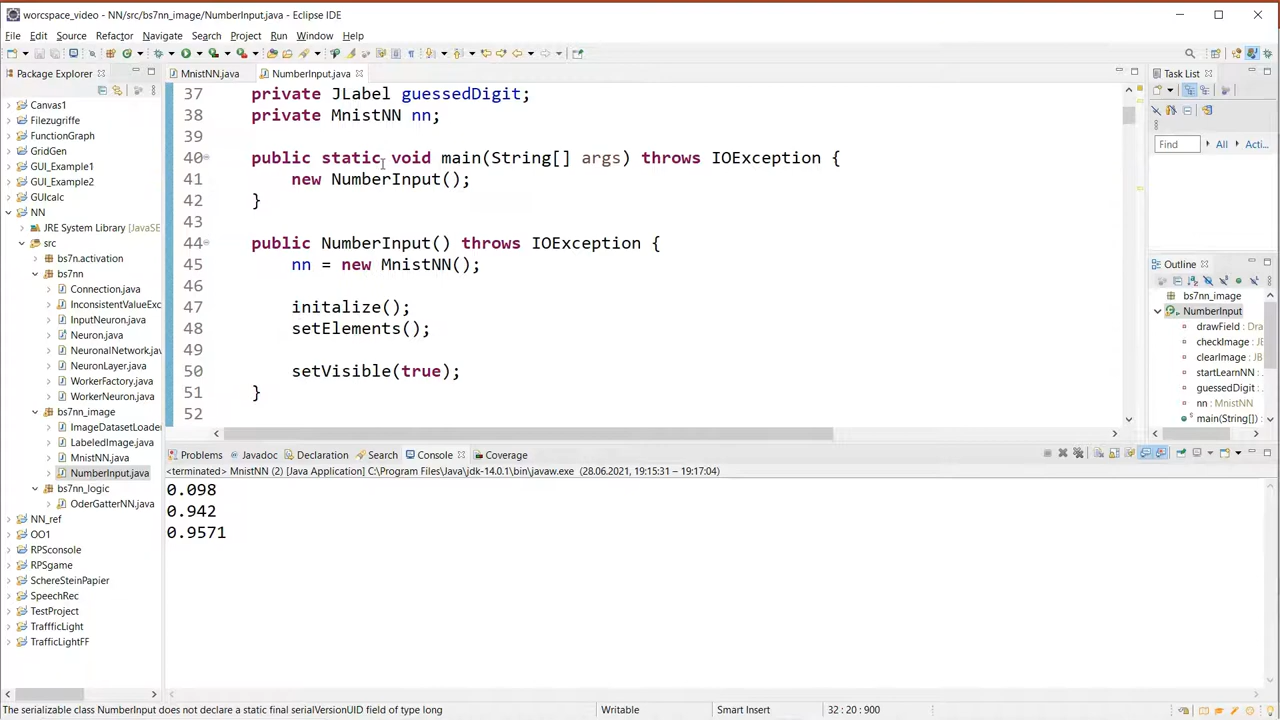 worcspace_video - NN/src/bs7nn_image/NumberInput.java - Eclipse IDE
File Edit Source Refactor Navigate Search Project Run Window Help
Package Explorer
Canvas1
Filezugriffe
FunctionGraph
GridGen
GUI_Example1
GUI_Example2
GUIcalc
NN
JRE System Library [JavaSE
src
bs7n.activation
bs7nn
Connection.java
InconsistentValueExc
InputNeuron.java
Neuron.java
NeuronalNetwork.jav
NeuronLayer.java
WorkerFactory.java
WorkerNeuron.java
bs7nn_image
ImageDatasetLoader
LabeledImage.java
MnistNN.java
NumberInput.java
bs7nn_logic
OderGatterNN.java
NN_ref
OO1
RPSconsole
RPSgame
SchereSteinPapier
SpeechRec
TestProject
TraffficLight
TrafficLightFF
MnistNN.java NumberInput.java
37 private JLabel guessedDigit;
38 private MnistNN nn;
39
40 public static void main(String[] args) throws IOException {
41 new NumberInput();
42 }
43
44 public NumberInput() throws IOException {
45 nn = new MnistNN();
46
47 initalize();
48 setElements();
49
50 setVisible(true);
51 }
52
Problems Javadoc Declaration Search Console Coverage
<terminated> MnistNN (2) [Java Application] C:\Program Files\Java\jdk-14.0.1\bin\javaw.exe (28.06.2021, 19:15:31 – 19:17:04)
0.098
0.942
0.9571
Task List
Find All Acti...
Outline
bs7nn_image
NumberInput
drawField : Dra
checkImage : J
clearImage : JB
startLearnNN :
guessedDigit :
nn : MnistNN
main(String[])
The serializable class NumberInput does not declare a static final serialVersionUID field of type long
Writable Smart Insert 32 : 20 : 900